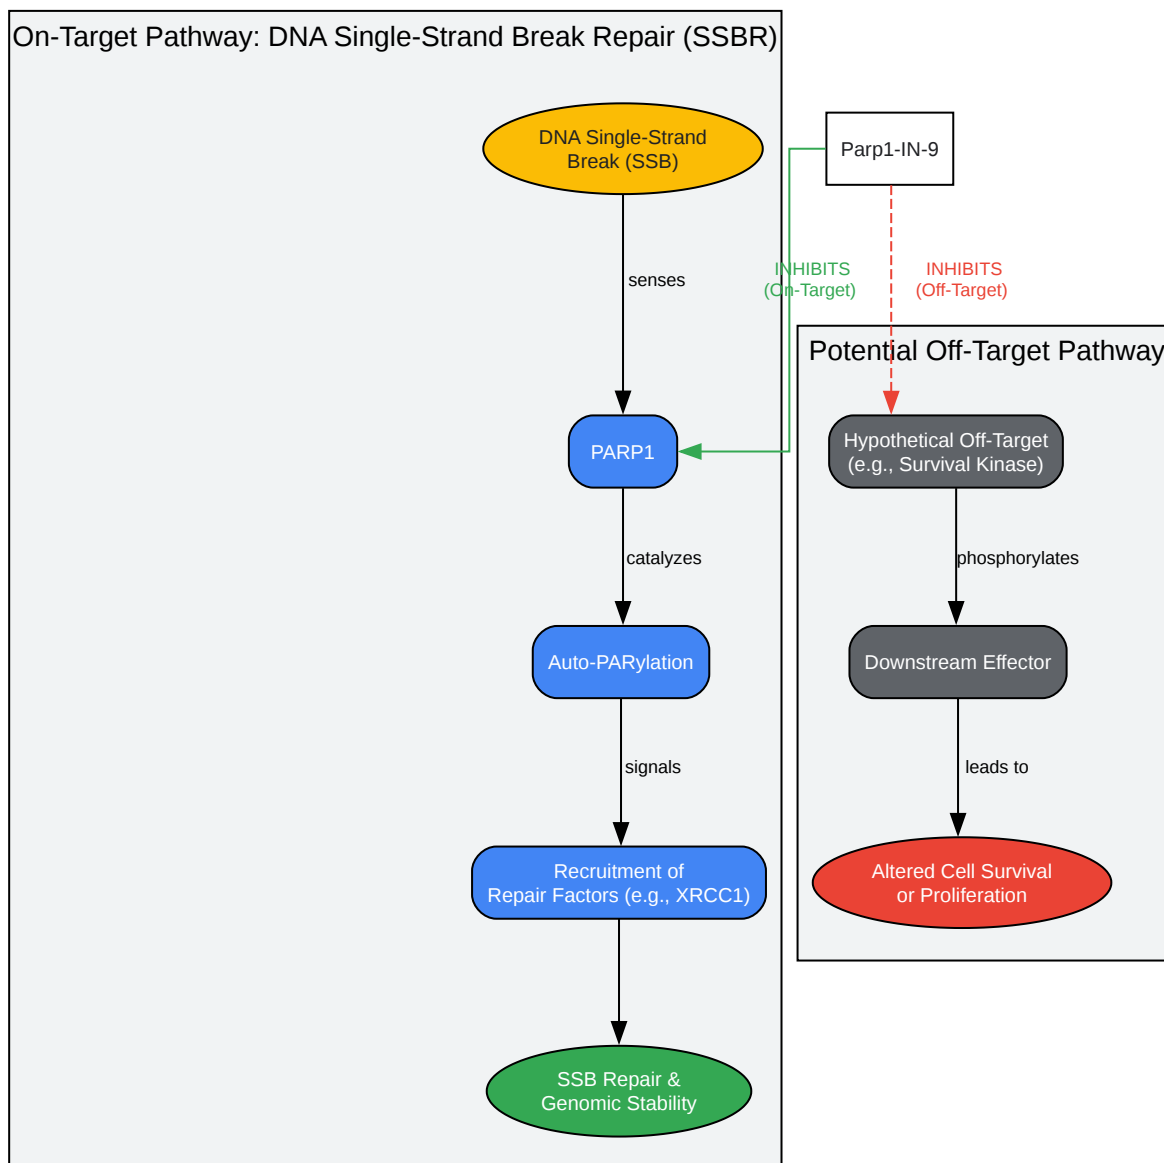 On-Target Pathway: DNA Single-Strand Break Repair (SSBR)
DNA Single-Strand
Break (SSB)
Parp1-IN-9
senses
INHIBITS
(On-Target)
INHIBITS
(Off-Target)
Potential Off-Target Pathway
PARP1
Hypothetical Off-Target
(e.g., Survival Kinase)
catalyzes
phosphorylates
Auto-PARylation
Downstream Effector
signals
leads to
Recruitment of
Repair Factors (e.g., XRCC1)
Altered Cell Survival
or Proliferation
SSB Repair &
Genomic Stability